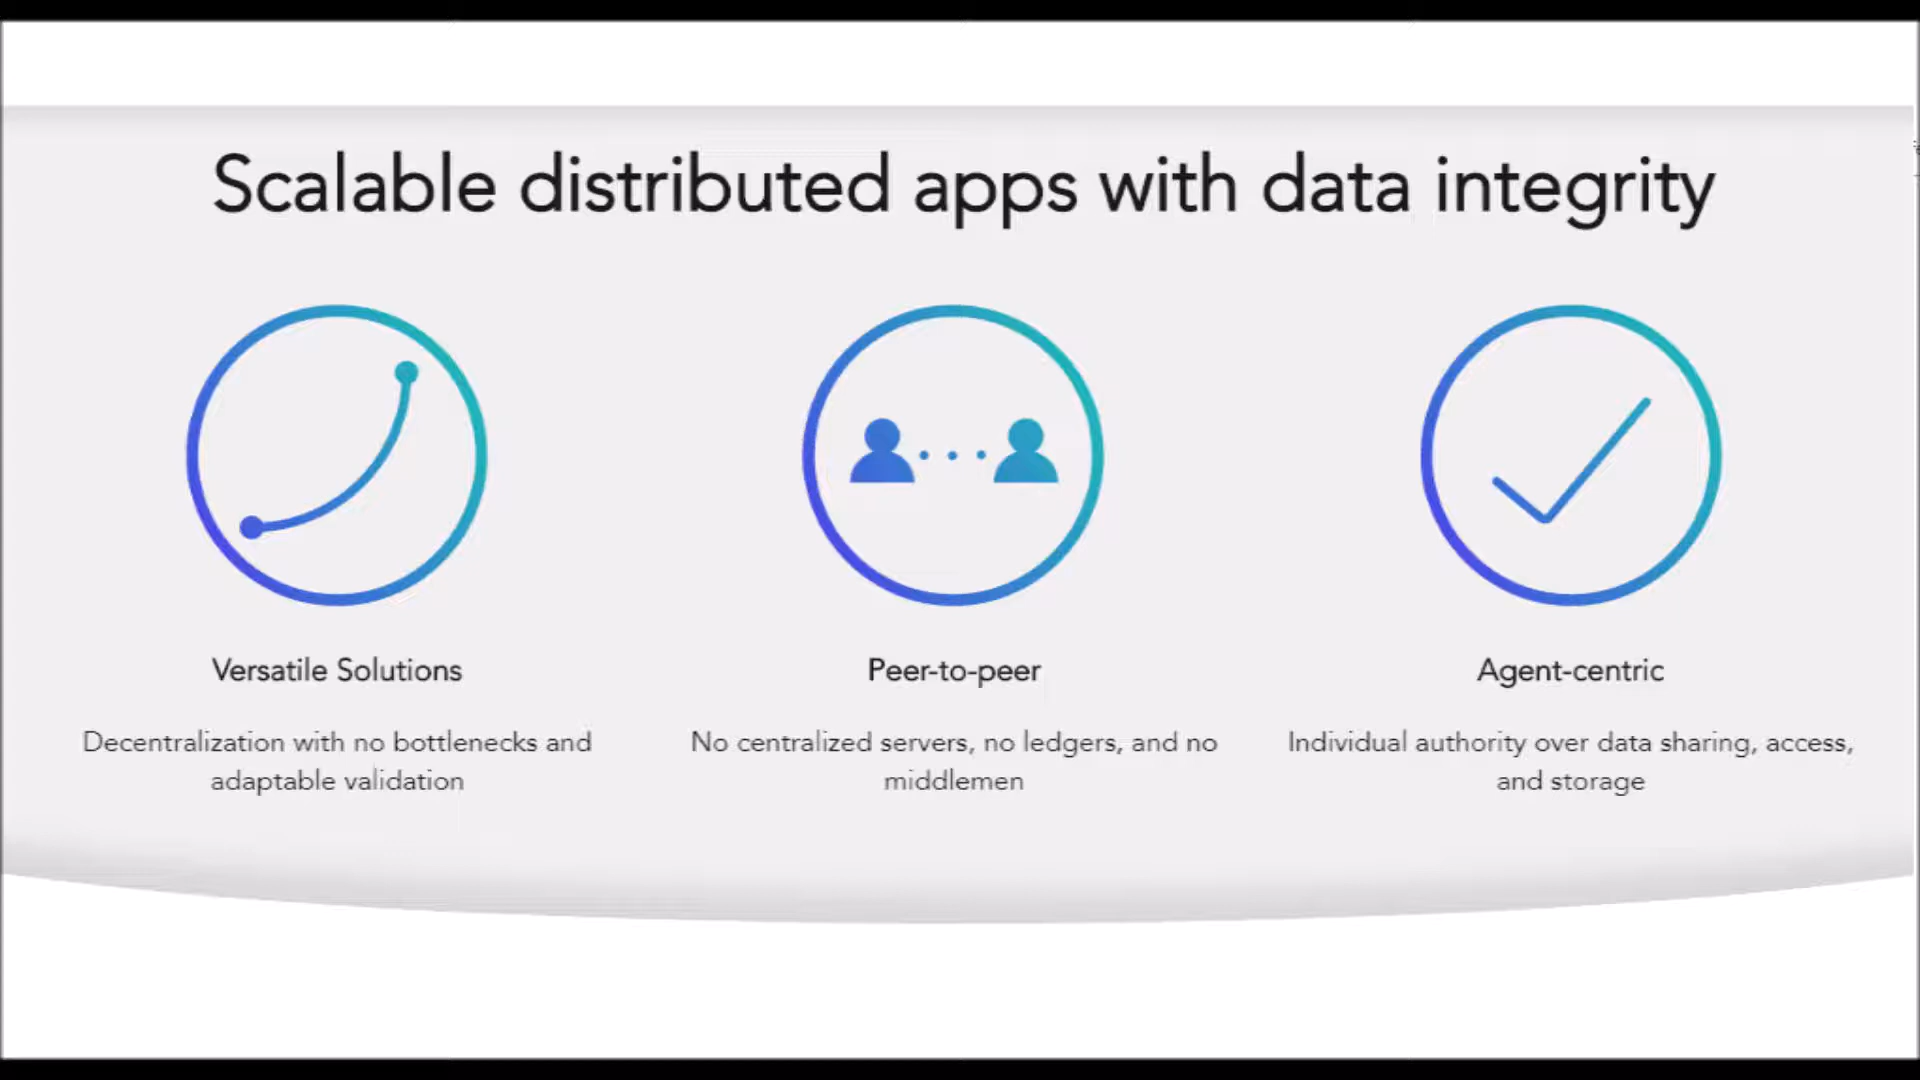 Scalable distributed apps with data integrity
Versatile Solutions
Decentralization with no bottlenecks and
adaptable validation
Peer-to-peer
No centralized servers, no ledgers, and no
middlemen
Agent-centric
Individual authority over data sharing, access,
and storage